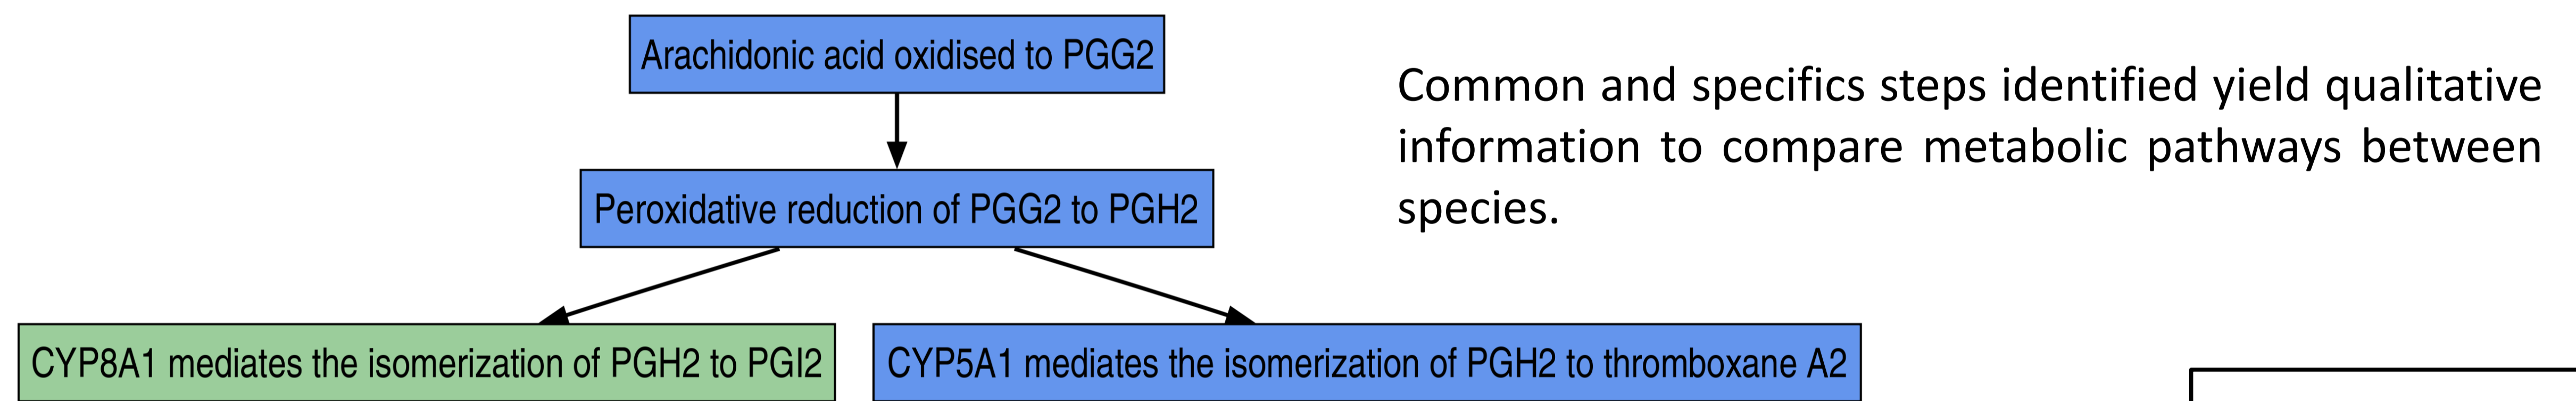 Arachidonic acid oxidised to PGG2
Peroxidative reduction of PGG2 to PGH2
CYP8A1 mediates the isomerization of PGH2 to PGI2
CYP5A1 mediates the isomerization of PGH2 to thromboxane A2
Common and specifics steps identified yield qualitative
information to compare metabolic pathways between
species.